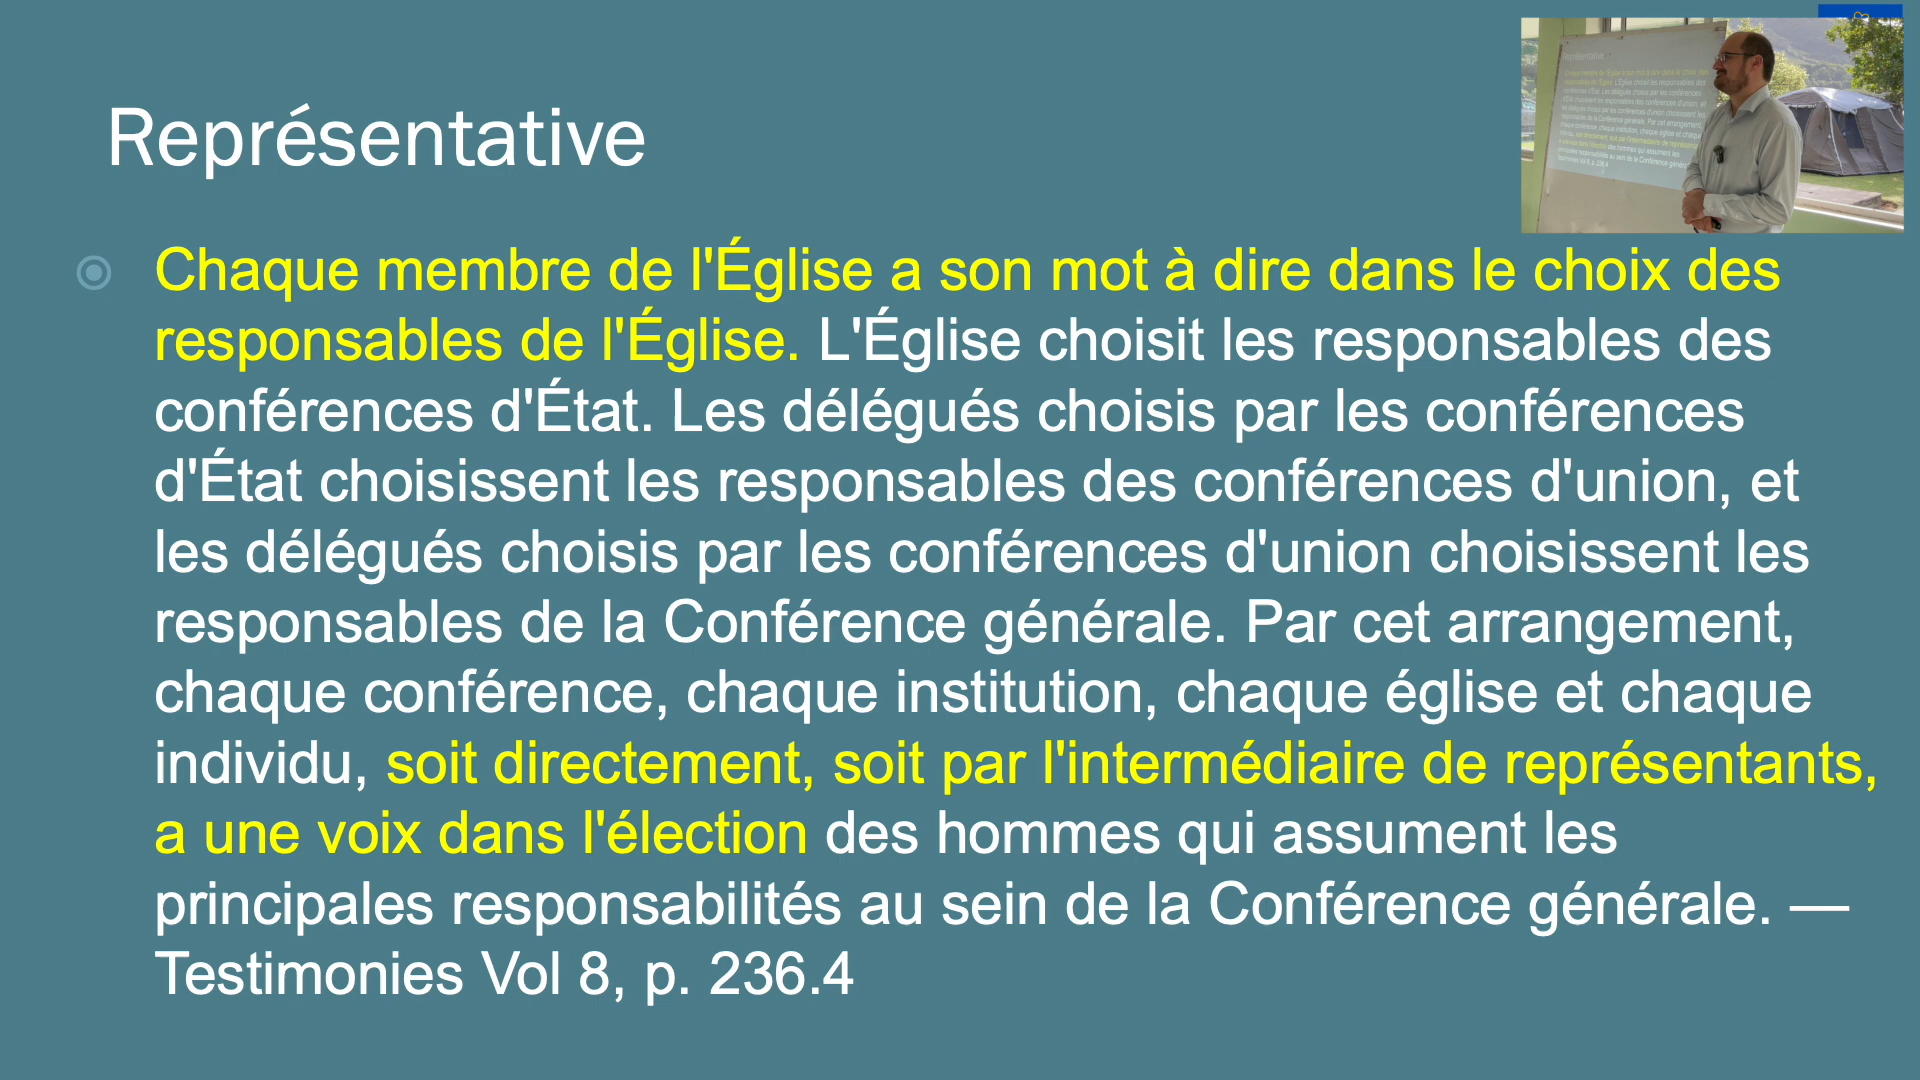 Représentative
Chaque membre de l'Église a son mot à dire dans le choix des
responsables de l'Église. L'Église choisit les responsables des
conférences d'État. Les délégués choisis par les conférences
d'État choisissent les responsables des conférences d'union, et
les délégués choisis par les conférences d'union choisissent les
responsables de la Conférence générale. Par cet arrangement,
chaque conférence, chaque institution, chaque église et chaque
individu, soit directement, soit par l'intermédiaire de représentants,
a une voix dans l'élection des hommes qui assument les
principales responsabilités au sein de la Conférence générale. —
Testimonies Vol 8, p. 236.4